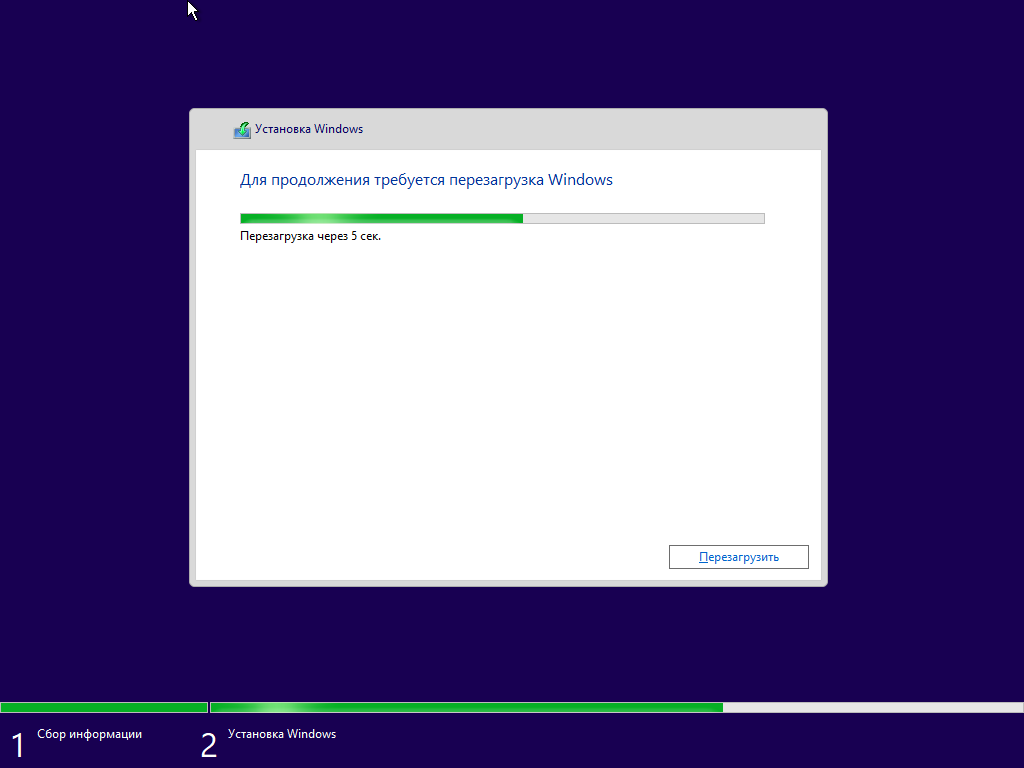 Установка Windows
Для продолжения требуется перезагрузка Windows
Перезагрузка через 5 сек.
Перезагрузить
1 Сбор информации
2 Установка Windows